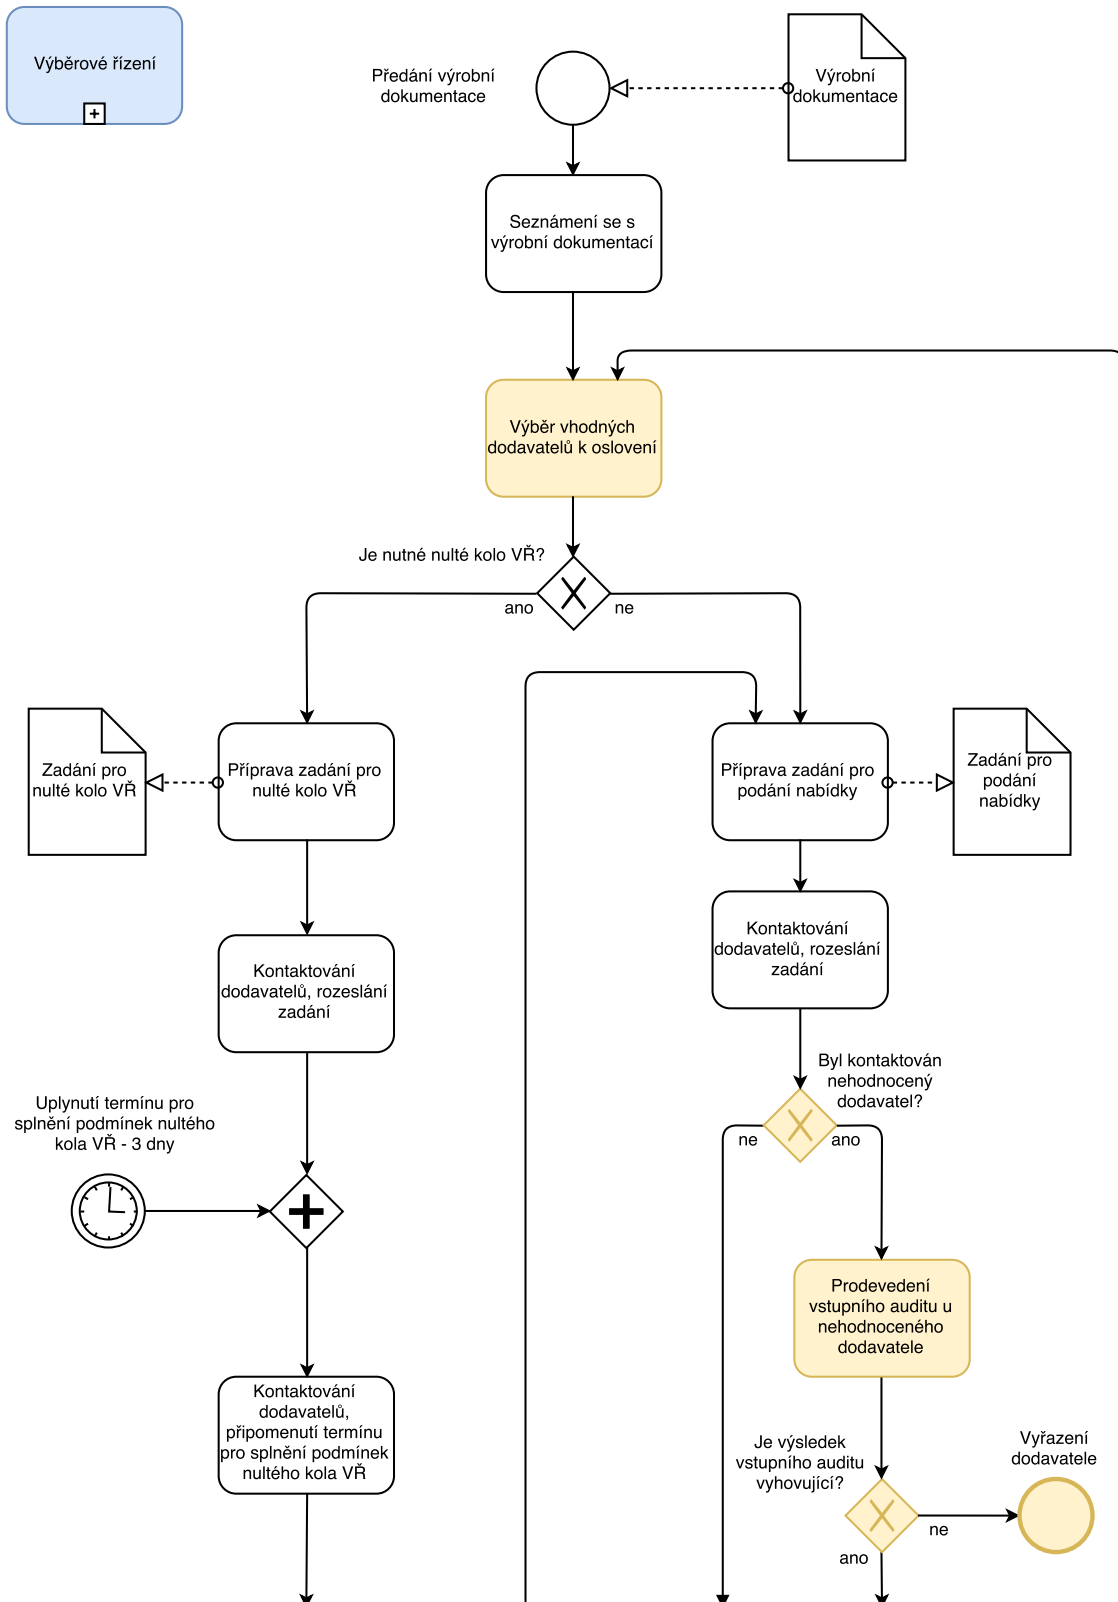 Výběrové řízení
Předání výrobní
dokumentace
Výrobní
dokumentace
Seznámení se s
výrobní dokumentací
Výběr vhodných
dodavatelů k oslovení
Je nutné nulté kolo VŘ?
ano
ne
Zadání pro
nulté kolo VŘ
Příprava zadání pro
nulté kolo VŘ
Příprava zadání pro
podání nabídky
Zadání pro
podání
nabídky
Kontaktování
dodavatelů, rozeslání
zadání
Kontaktování
dodavatelů, rozeslání
zadání
Byl kontaktován
nehodnocený
dodavatel?
ne
ano
Uplynutí termínu pro
splnění podmínek nultého
kola VŘ - 3 dny
Prodevedení
vstupního auditu u
nehodnoceného
dodavatele
Kontaktování
dodavatelů,
připomenutí termínu
pro splnění podmínek
nultého kola VŘ
Je výsledek
vstupního auditu
vyhovující?
Vyřazení
dodavatele
ne
ano